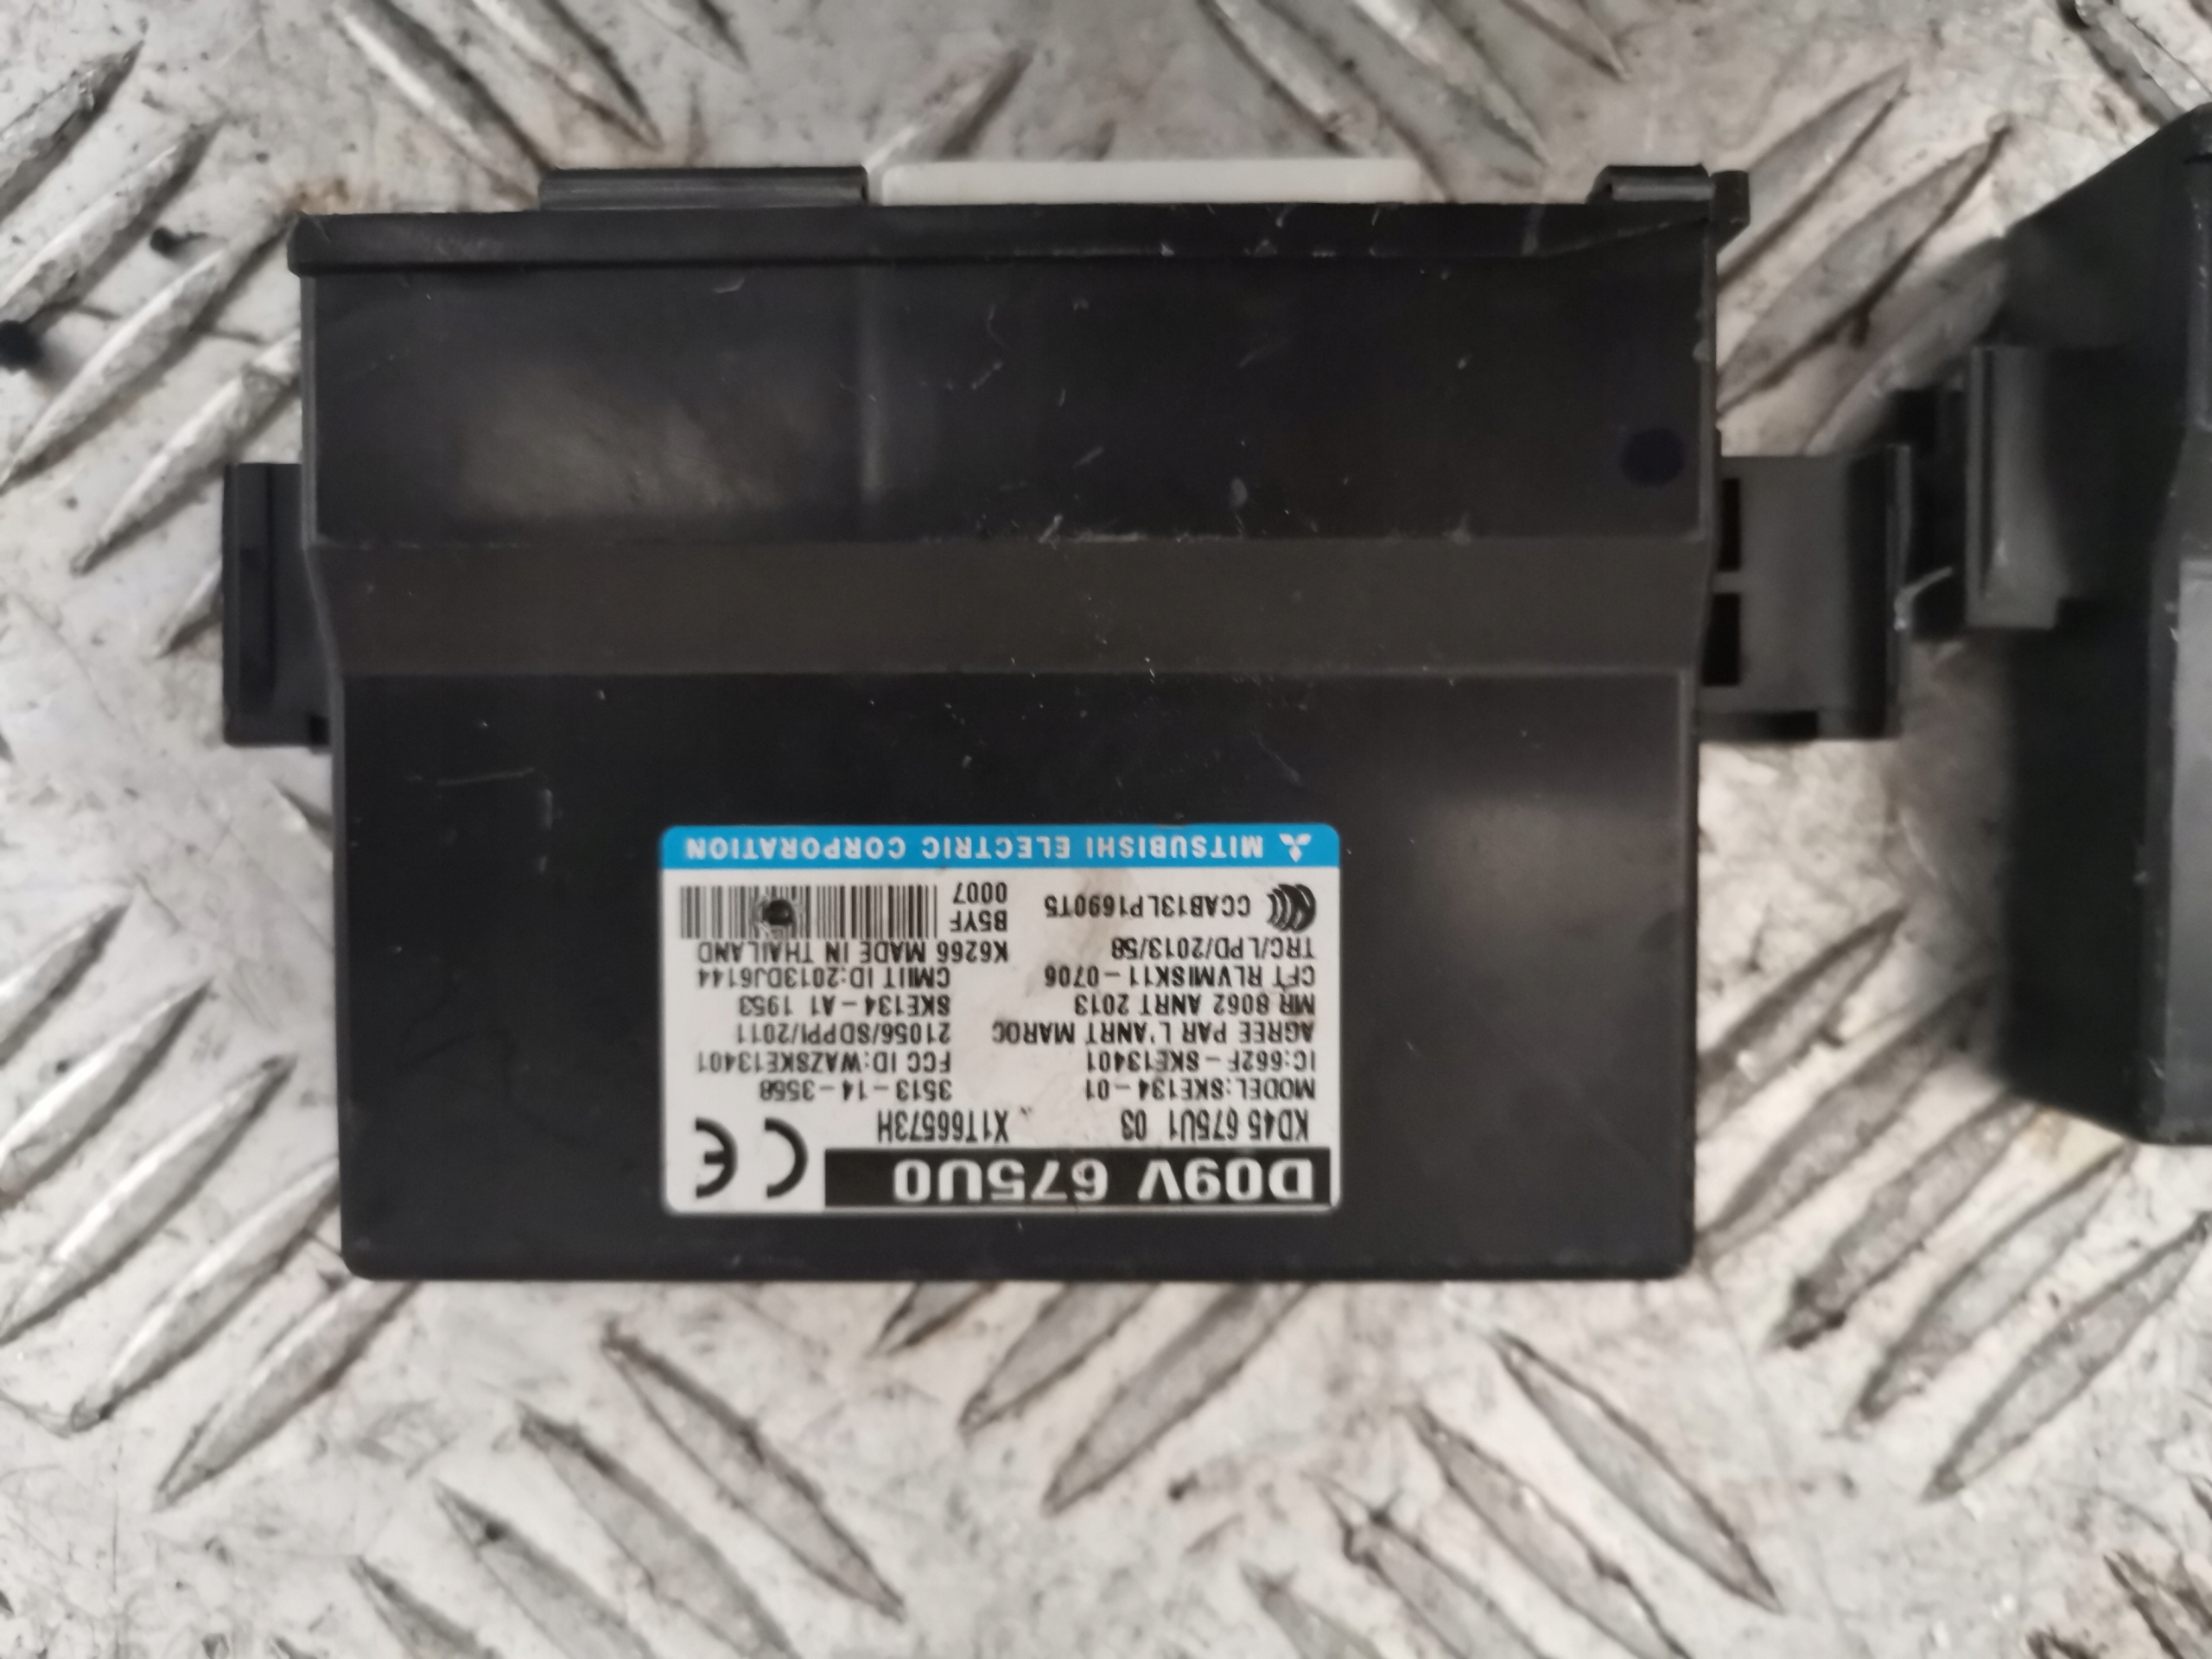 D09V 675U0
KD45 675U1 03 X1T66573H
MODEL:SKE134-01 3513-14-3558
IC:662F-SKE13401 FCC ID:WAZSKE13401
AGREE PAR L'ANRT MAROC 21056/SDPPI/2011
MR 8062 ANRT 2013 SKE134-A1 1953
CFT RLVMISK11-0706 CMIIT ID:2013DJ6144
TRC/LPD/2013/58 K6266 MADE IN THAILAND
CCAB13LP1690T5 B5YF
0007
MITSUBISHI ELECTRIC CORPORATION